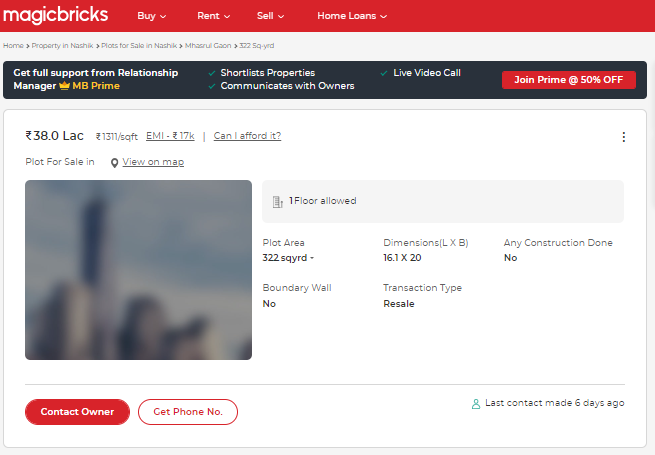 magicbricks Buy Rent Sell Home Loans
Home > Property in Nashik > Plots for Sale in Nashik > Mhasrul Gaon > 322 Sq-yrd
Get full support from Relationship
Manager MB Prime
Shortlists Properties
Communicates with Owners
Live Video Call
Join Prime @ 50% OFF
₹38.0 Lac ₹1311/sqft EMI - ₹17k | Can I afford it?
Plot For Sale in View on map
1 Floor allowed
Plot Area
322 sqyrd
Dimensions(L X B)
16.1 X 20
Any Construction Done
No
Boundary Wall
No
Transaction Type
Resale
Contact Owner
Get Phone No.
Last contact made 6 days ago